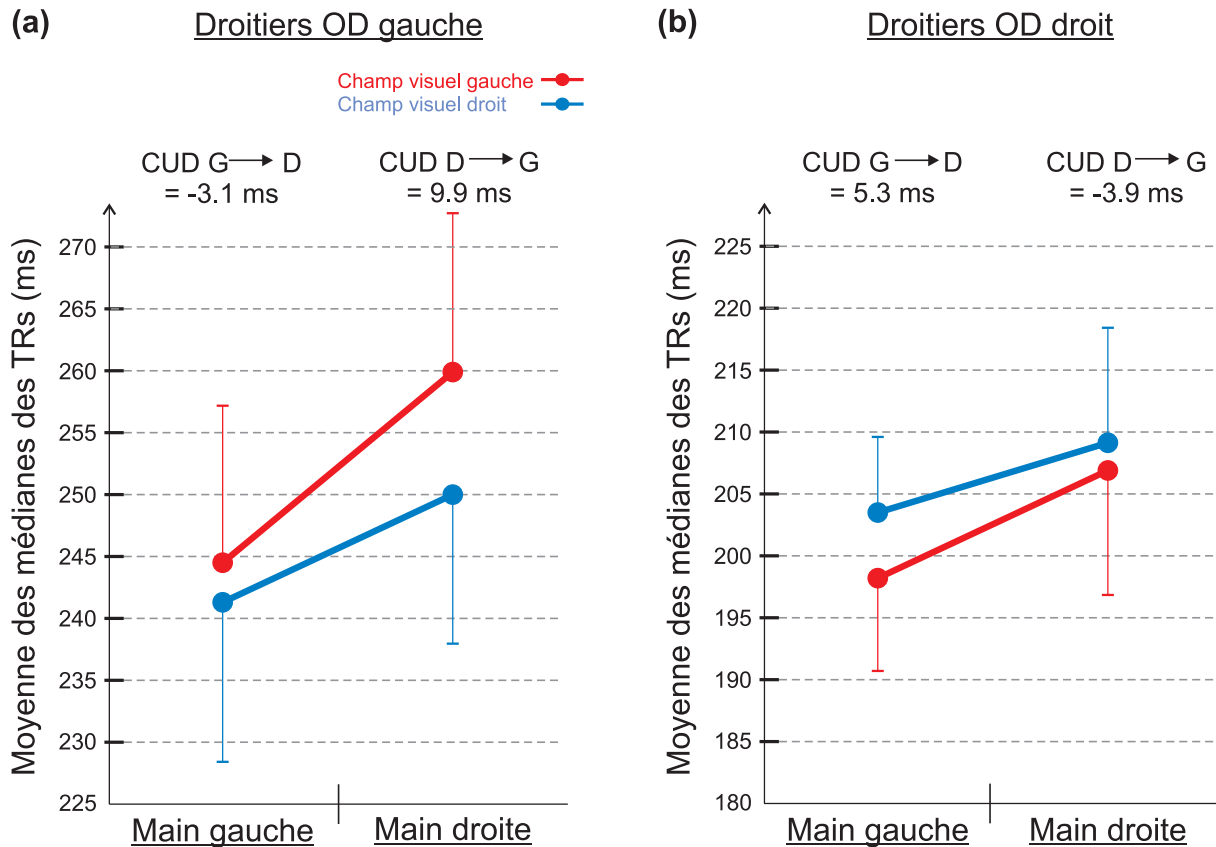 (a) Droitiers OD gauche
Champ visuel gauche
Champ visuel droit
CUD G → D
= -3.1 ms
CUD D → G
= 9.9 ms
Moyenne des médianes des TRs (ms)
270
265
260
255
250
245
240
235
230
225
Main gauche
Main droite
(b) Droitiers OD droit
CUD G → D
= 5.3 ms
CUD D → G
= -3.9 ms
Moyenne des médianes des TRs (ms)
225
220
215
210
205
200
195
190
185
180
Main gauche
Main droite